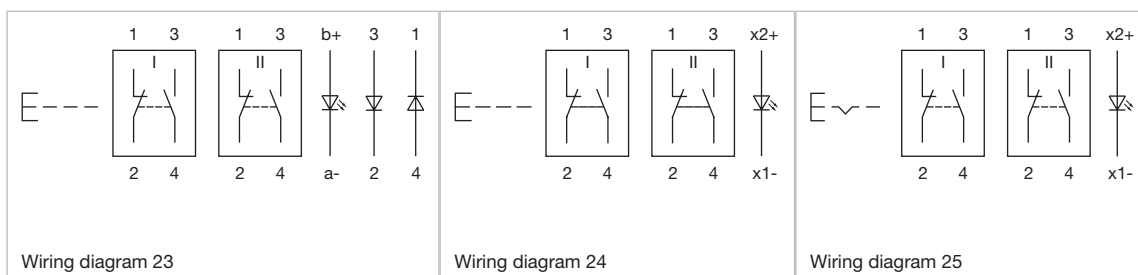 1 3 1 3 b+ 3 1
I II
2 4 2 4 a- 2 4
Wiring diagram 23
1 3 1 3 x2+
I II
2 4 2 4 x1-
Wiring diagram 24
1 3 1 3 x2+
I II
2 4 2 4 x1-
Wiring diagram 25